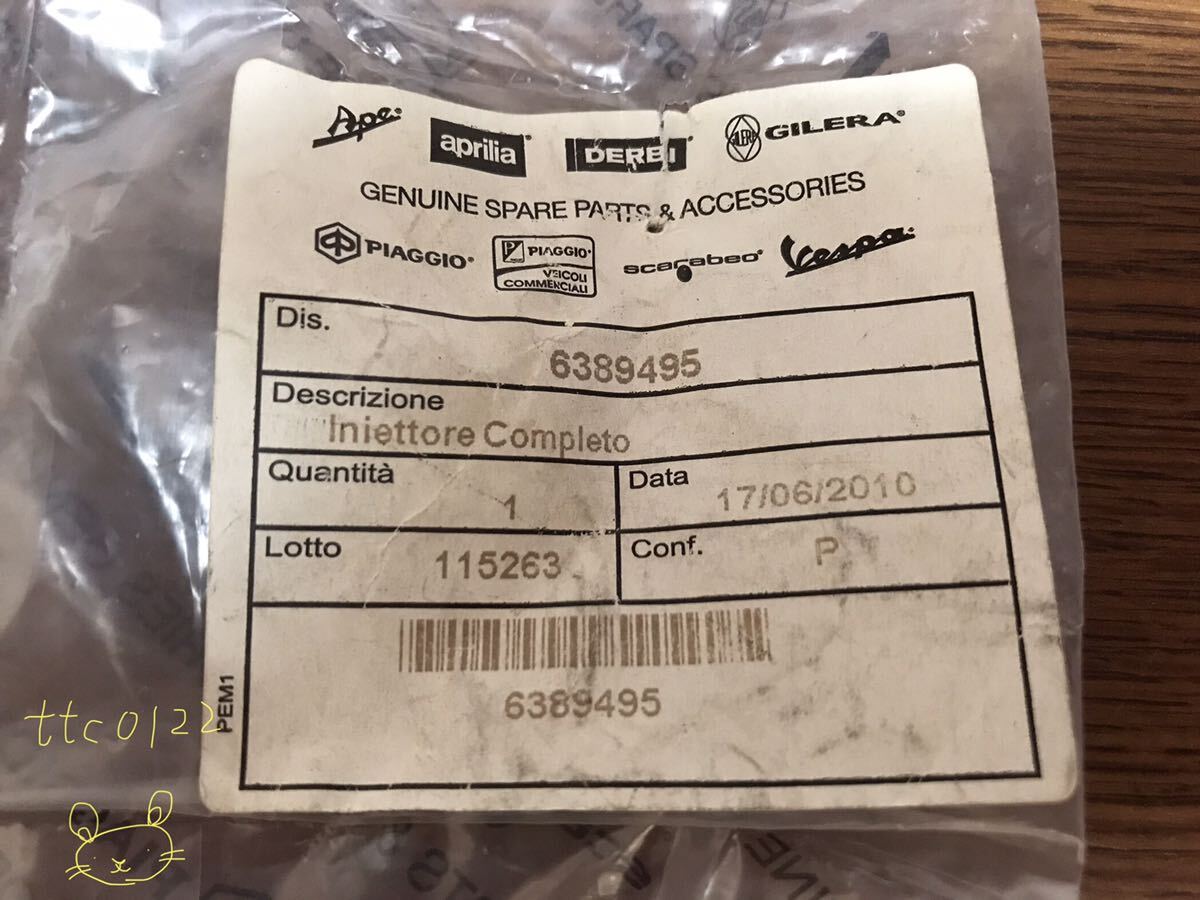 Ape
aprilia
DERBI
GILERA GILERA
GENUINE SPARE PARTS & ACCESSORIES
PIAGGIO
P PIAGGIO
VEICOLI
COMMERCIALI
scarabeo
Vespa
Dis.
6389495
Descrizione
Iniettore Completo
Quantità
1
Data
17/06/2010
Lotto
115263
Conf.
P
6389495
PEM1
ttc0122